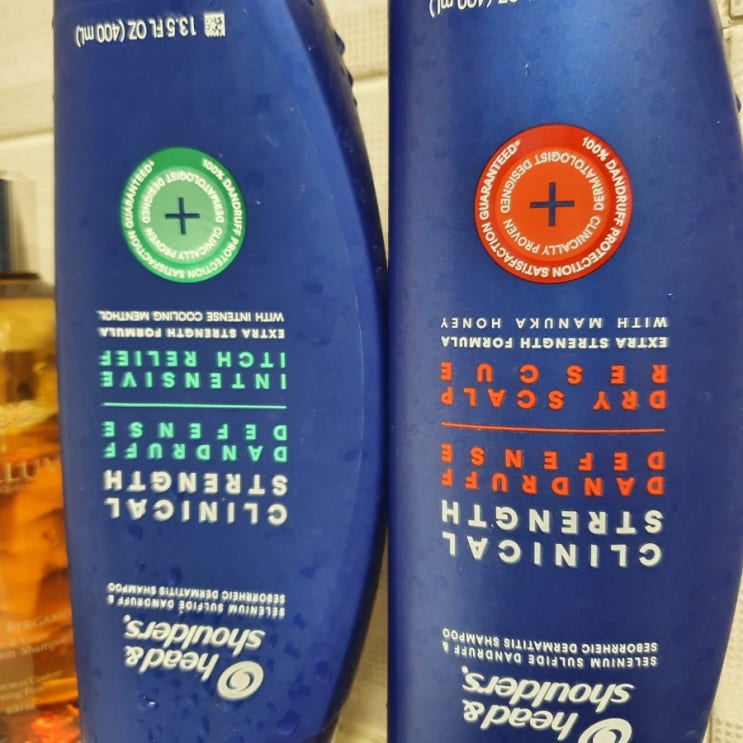 head&
shoulders,
SELENIUM SULFIDE DANDRUFF &
SEBORRHEIC DERMATITIS SHAMPOO
CLINICAL
STRENGTH
DANDRUFF
DEFENSE
INTENSIVE
ITCH RELIEF
EXTRA STRENGTH FORMULA
WITH INTENSE COOLING MENTHOL
100% DANDRUFF PROTECTION SATISFACTION GUARANTEED*
CLINICALLY PROVEN DERMATOLOGIST DESIGNED
13.5 FL OZ (400 mL)
head&
shoulders,
SELENIUM SULFIDE DANDRUFF &
SEBORRHEIC DERMATITIS SHAMPOO
CLINICAL
STRENGTH
DANDRUFF
DEFENSE
DRY SCALP
RESCUE
EXTRA STRENGTH FORMULA
WITH MANUKA HONEY
100% DANDRUFF PROTECTION SATISFACTION GUARANTEED*
CLINICALLY PROVEN DERMATOLOGIST DESIGNED
OZ (400 mL)